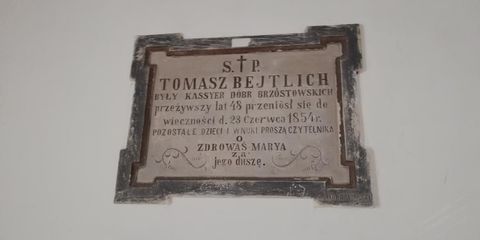 S.†P.
TOMASZ BEJTLICH
BYŁY KASSYER DOBR BRZÓSTOWSKICH
przeżywszy lat 48 przeniósł się do
wieczności d. 23 Czerwca 1854 r.
POZOSTAŁE DZIECI I WNUKI PROSZĄ CZYTELNIKA
O
ZDROWAŚ MARYA
za
jego duszę.